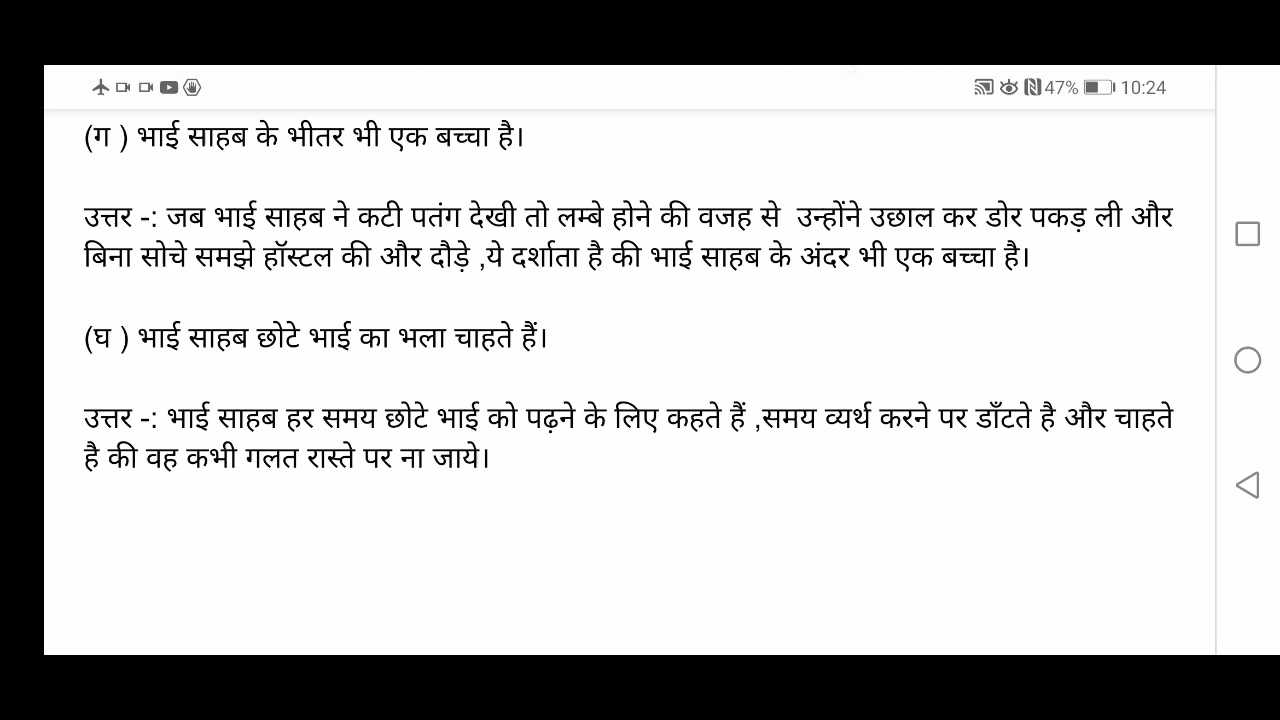 47% 10:24
(ग ) भाई साहब के भीतर भी एक बच्चा है।
उत्तर -: जब भाई साहब ने कटी पतंग देखी तो लम्बे होने की वजह से  उन्होंने उछाल कर डोर पकड़ ली और
बिना सोचे समझे हॉस्टल की और दौड़े ,ये दर्शाता है की भाई साहब के अंदर भी एक बच्चा है।
(घ ) भाई साहब छोटे भाई का भला चाहते हैं।
उत्तर -: भाई साहब हर समय छोटे भाई को पढ़ने के लिए कहते हैं ,समय व्यर्थ करने पर डाँटते है और चाहते
है की वह कभी गलत रास्ते पर ना जाये।